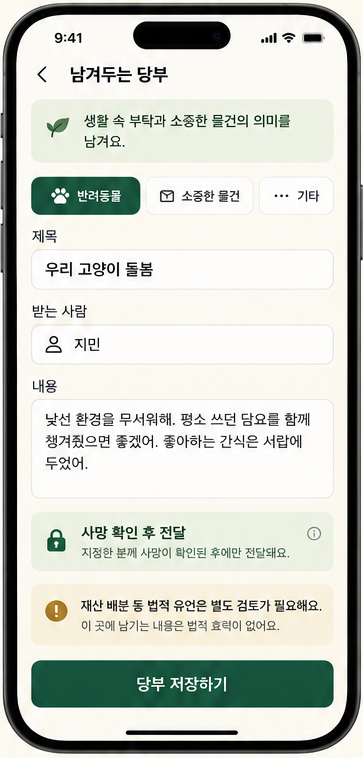 9:41
남겨두는 당부
생활 속 부탁과 소중한 물건의 의미를
남겨요.
반려동물
소중한 물건
기타
제목
우리 고양이 돌봄
받는 사람
지민
내용
낯선 환경을 무서워해. 평소 쓰던 담요를 함께
챙겨줬으면 좋겠어. 좋아하는 간식은 서랍에
두었어.
사망 확인 후 전달
지정한 분께 사망이 확인된 후에만 전달돼요.
재산 배분 등 법적 유언은 별도 검토가 필요해요.
이 곳에 남기는 내용은 법적 효력이 없어요.
당부 저장하기